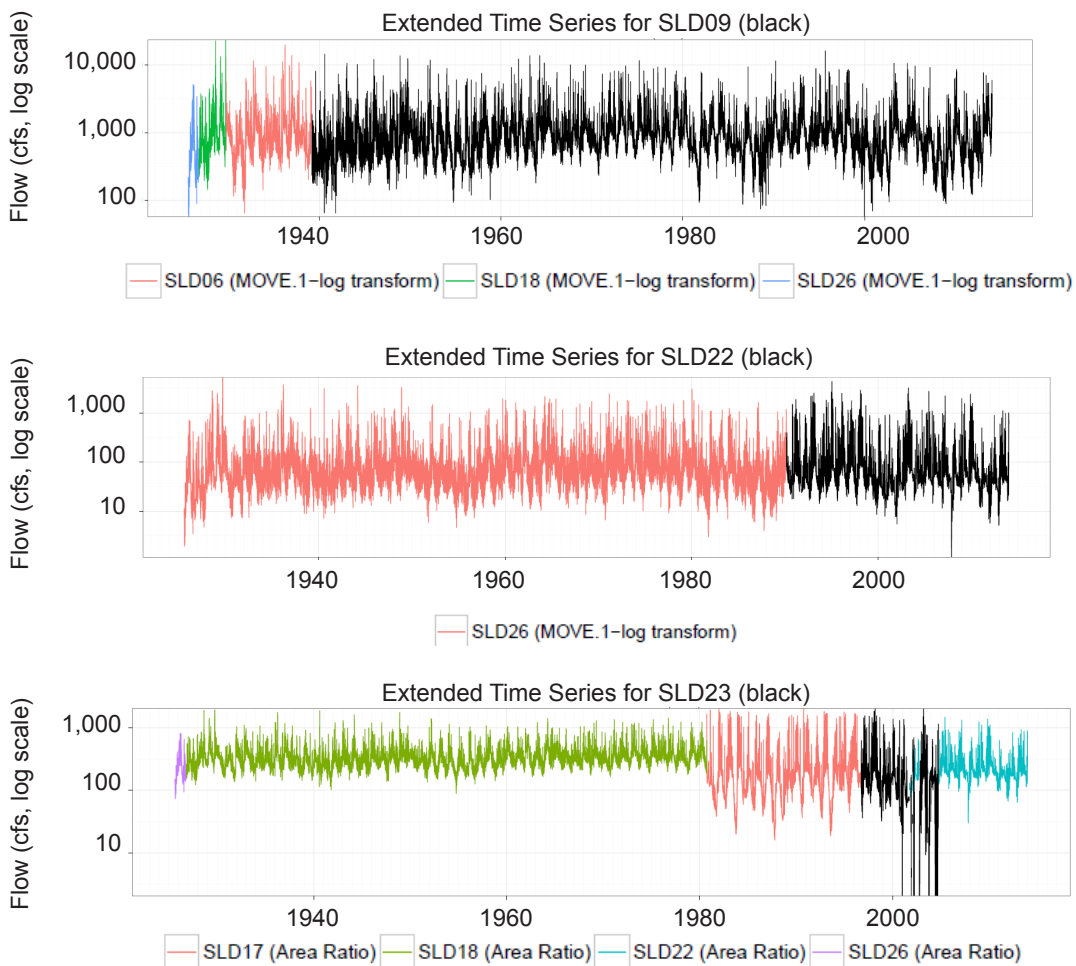 Extended Time Series for SLD09 (black)
Flow (cfs, log scale)
10,000
1,000
100
1940 1960 1980 2000
SLD06 (MOVE.1−log transform) SLD18 (MOVE.1−log transform) SLD26 (MOVE.1−log transform)
Extended Time Series for SLD22 (black)
Flow (cfs, log scale)
1,000
100
10
1940 1960 1980 2000
SLD26 (MOVE.1−log transform)
Extended Time Series for SLD23 (black)
Flow (cfs, log scale)
1,000
100
10
1940 1960 1980 2000
SLD17 (Area Ratio) SLD18 (Area Ratio) SLD22 (Area Ratio) SLD26 (Area Ratio)